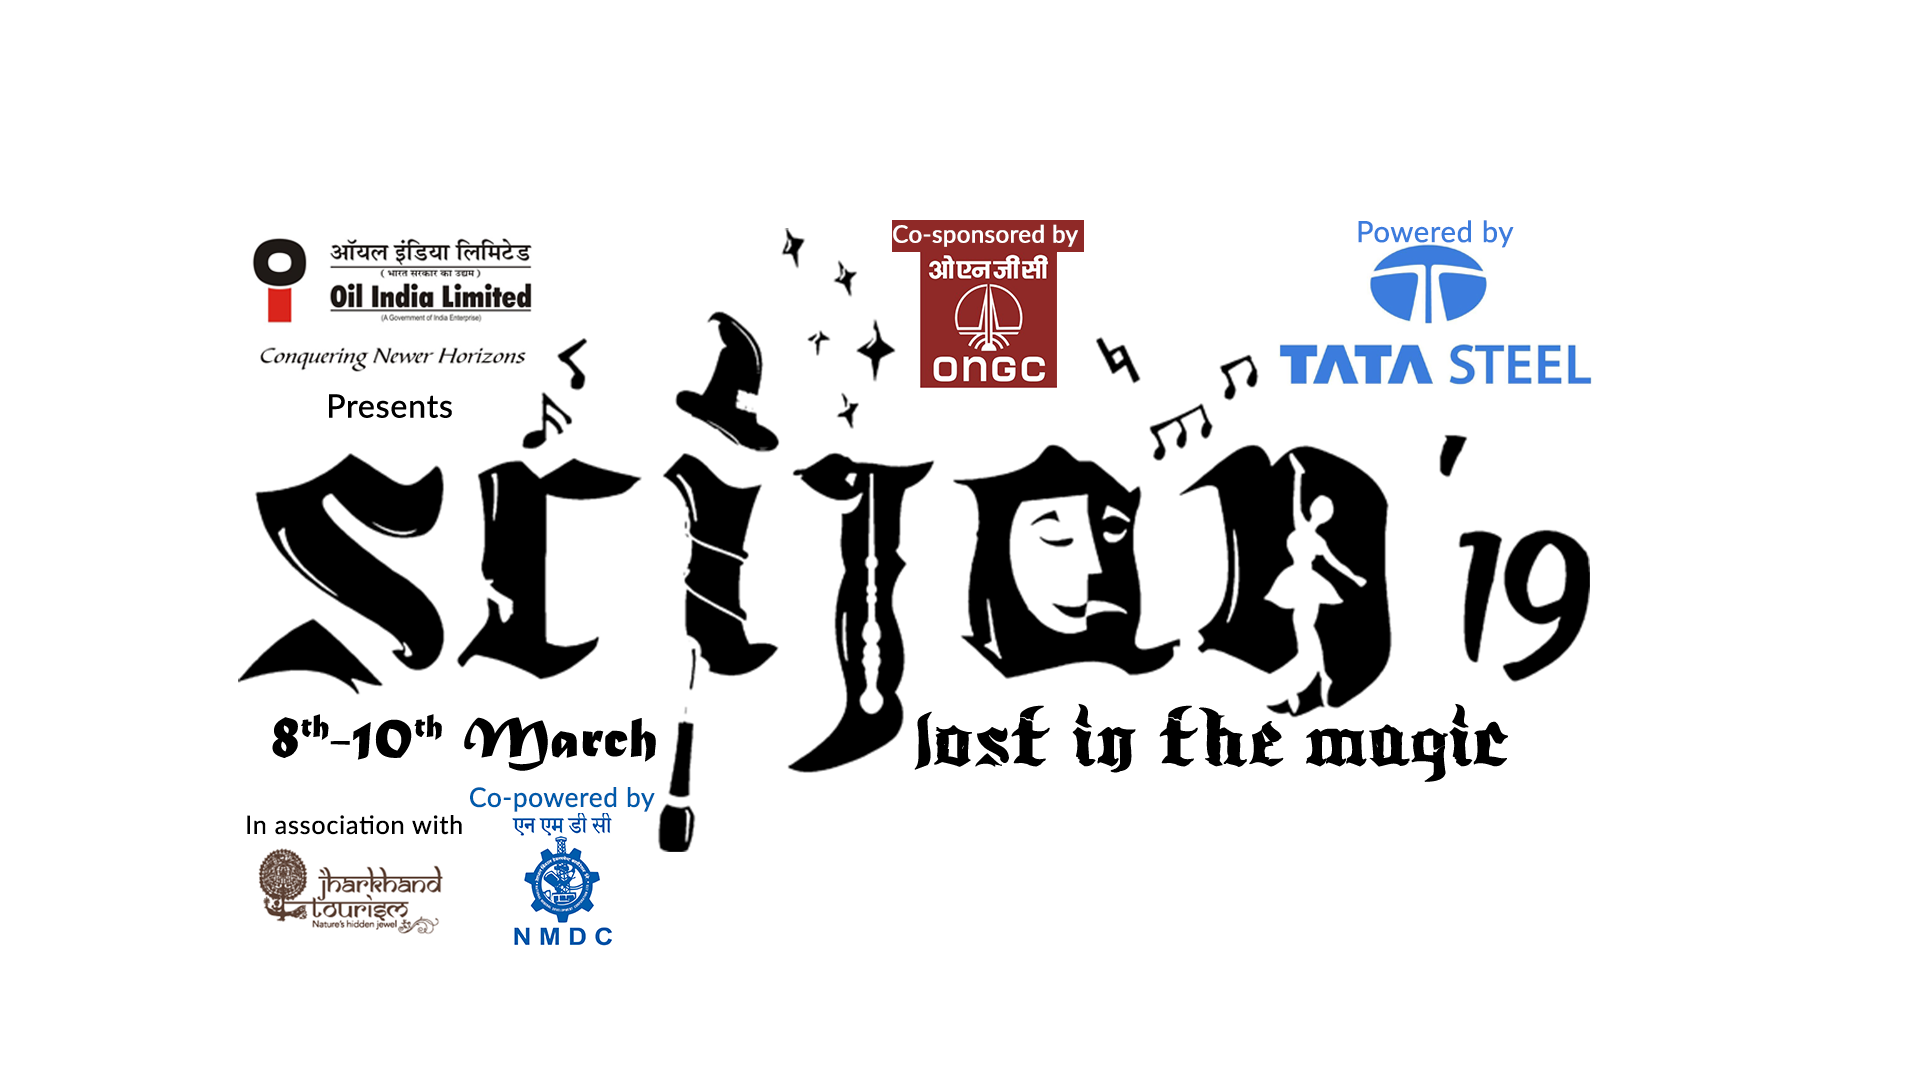 ऑयल इंडिया लिमिटेड
( भारत सरकार का उद्यम )
Oil India Limited
(A Government of India Enterprise)
Conquering Newer Horizons
Presents
Co-sponsored by
ओएनजीसी
ONGC
Powered by
TATA STEEL
srijan '19
8th-10th March
lost in the magic
In association with
jharkhand
tourism
Nature's hidden jewel
Co-powered by
एन एम डी सी
NMDC